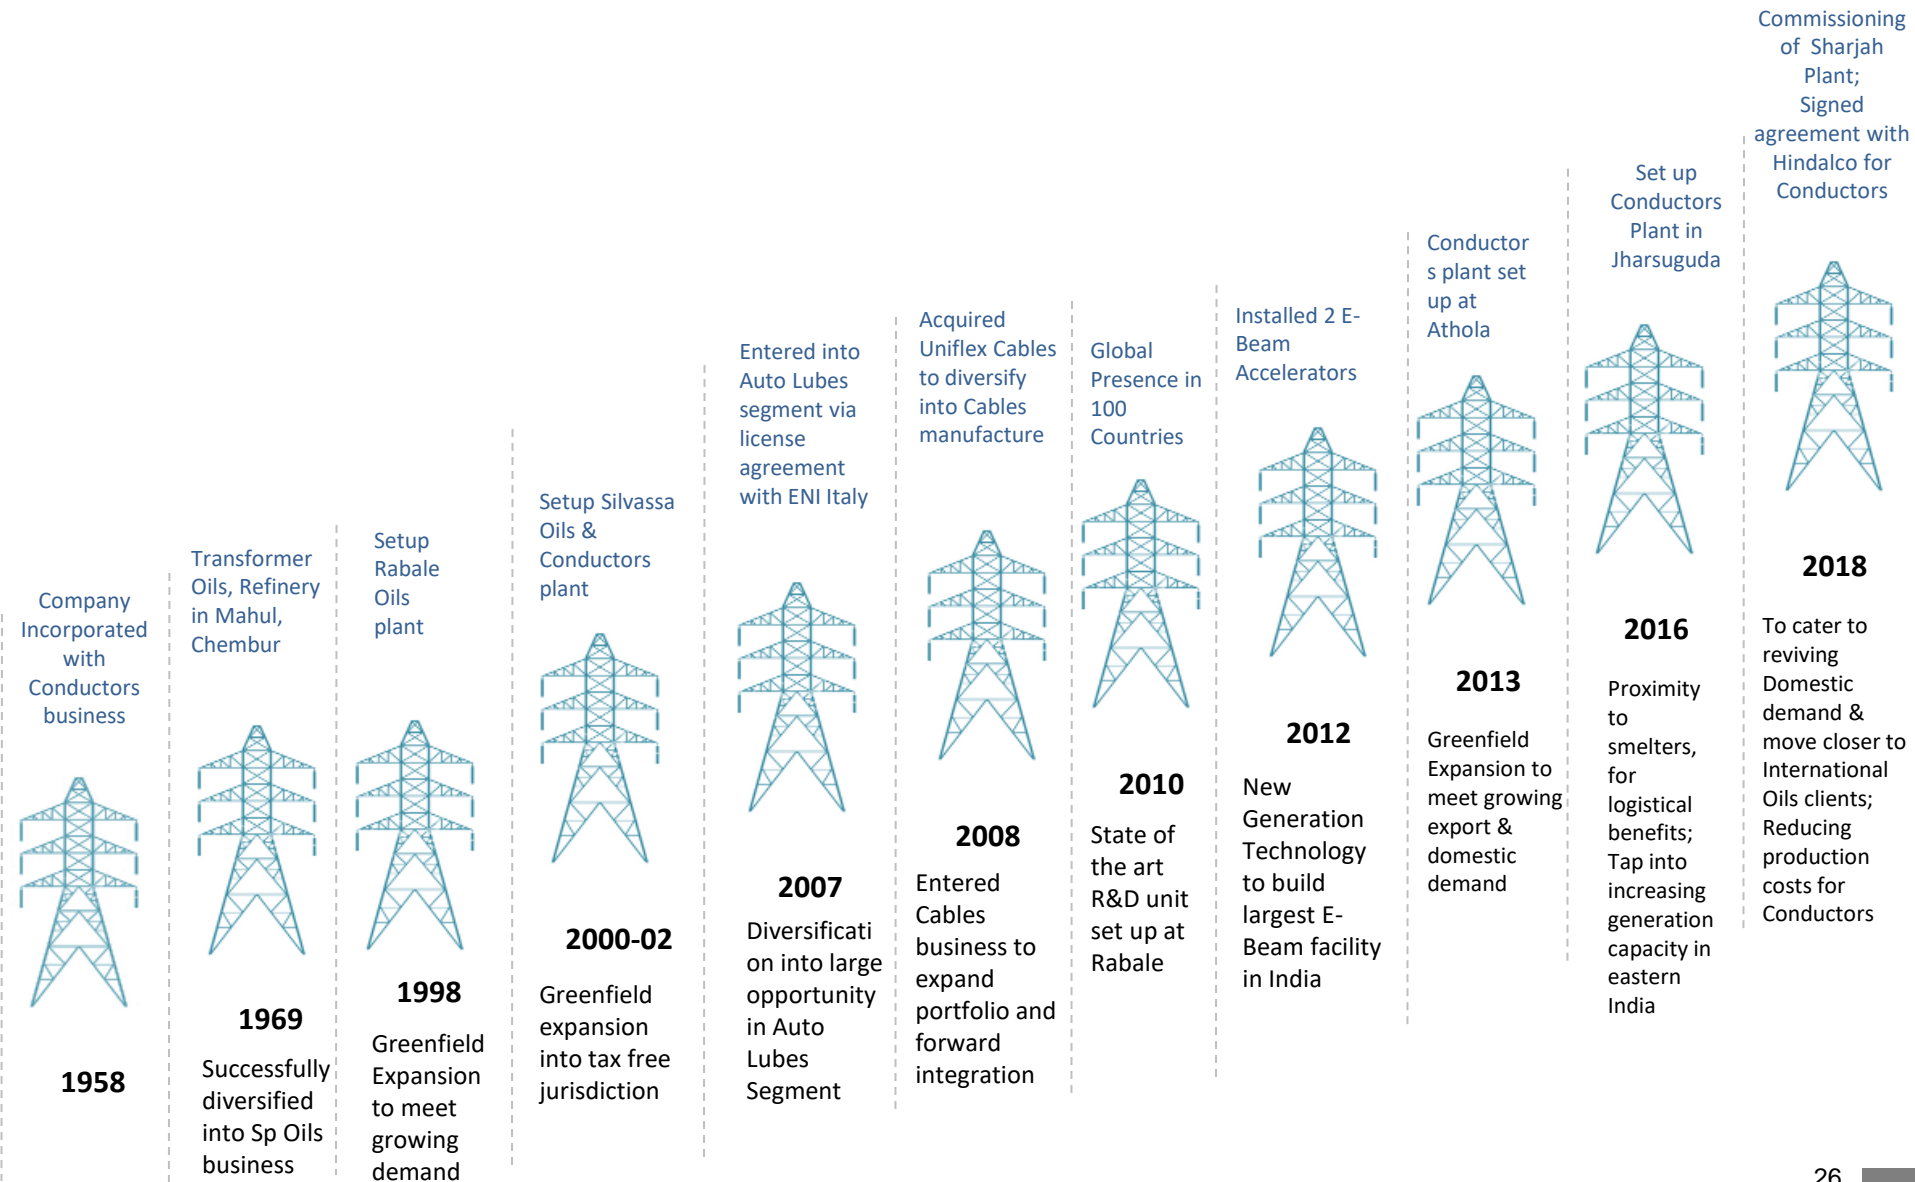 Company
Incorporated
with
Conductors
business
1958
Transformer
Oils, Refinery
in Mahul,
Chembur
1969
Successfully
diversified
into Sp Oils
business
Setup
Rabale
Oils
plant
1998
Greenfield
Expansion
to meet
growing
demand
Setup Silvassa
Oils &
Conductors
plant
2000-02
Greenfield
expansion
into tax free
jurisdiction
Entered into
Auto Lubes
segment via
license
agreement
with ENI Italy
2007
Diversificati
on into large
opportunity
in Auto
Lubes
Segment
Acquired
Uniflex Cables
to diversify
into Cables
manufacture
2008
Entered
Cables
business to
expand
portfolio and
forward
integration
Global
Presence in
100
Countries
2010
State of
the art
R&D unit
set up at
Rabale
Installed 2 E-
Beam
Accelerators
2012
New
Generation
Technology
to build
largest E-
Beam facility
in India
Conductor
s plant set
up at
Athola
2013
Greenfield
Expansion to
meet growing
export &
domestic
demand
Set up
Conductors
Plant in
Jharsuguda
2016
Proximity
to
smelters,
for
logistical
benefits;
Tap into
increasing
generation
capacity in
eastern
India
Commissioning
of Sharjah
Plant;
Signed
agreement with
Hindalco for
Conductors
2018
To cater to
reviving
Domestic
demand &
move closer to
International
Oils clients;
Reducing
production
costs for
Conductors
26